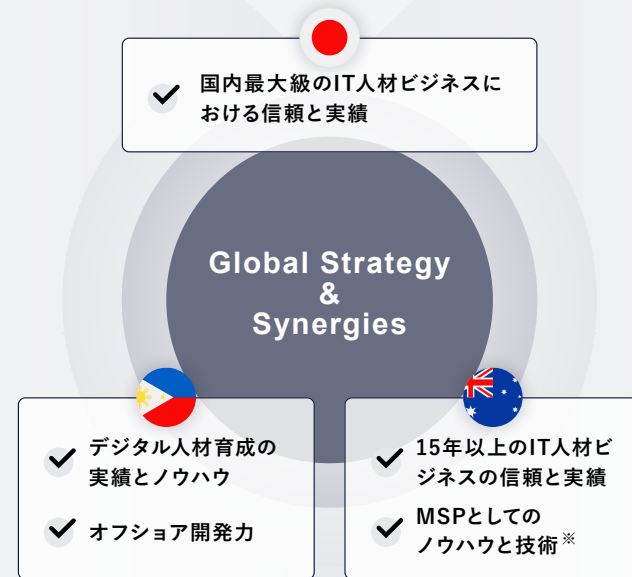 国内最大級のIT人材ビジネスに
おける信頼と実績
Global Strategy
&
Synergies
デジタル人材育成の
実績とノウハウ
オフショア開発力
15年以上のIT人材ビ
ジネスの信頼と実績
MSPとしての
ノウハウと技術※